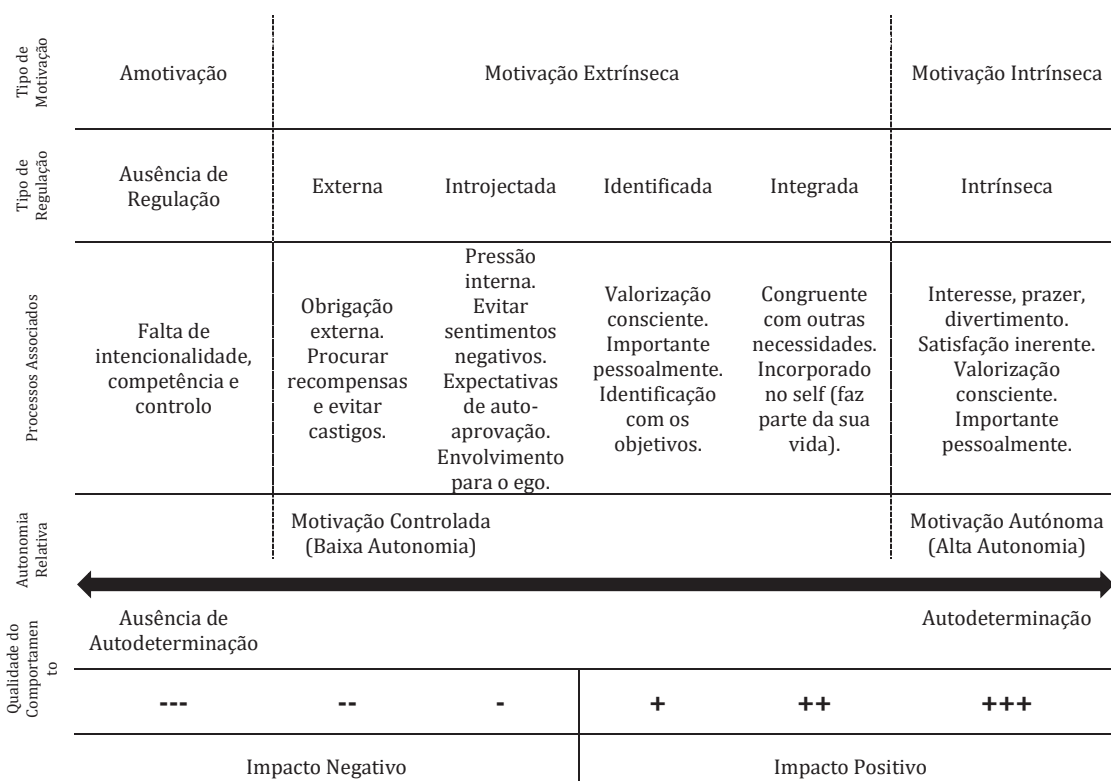 Tipo de
Motivação
Amotivação
Motivação Extrínseca
Motivação Intrínseca
Tipo de
Regulação
Ausência de
Regulação
Externa
Introjectada
Identificada
Integrada
Intrínseca
Processos Associados
Falta de
intencionalidade,
competência e
controlo
Obrigação
externa.
Procurar
recompensas
e evitar
castigos.
Pressão
interna.
Evitar
sentimentos
negativos.
Expectativas
de auto-
aprovação.
Envolvimento
para o ego.
Valorização
consciente.
Importante
pessoalmente.
Identificação
com os
objetivos.
Congruente
com outras
necessidades.
Incorporado
no self (faz
parte da sua
vida).
Interesse, prazer,
divertimento.
Satisfação inerente.
Valorização
consciente.
Importante
pessoalmente.
Autonomia
Relativa
Motivação Controlada
(Baixa Autonomia)
Motivação Autónoma
(Alta Autonomia)
Qualidade do
Comportamen
to
Ausência de
Autodeterminação
Autodeterminação
---
--
-
+
++
+++
Impacto Negativo
Impacto Positivo